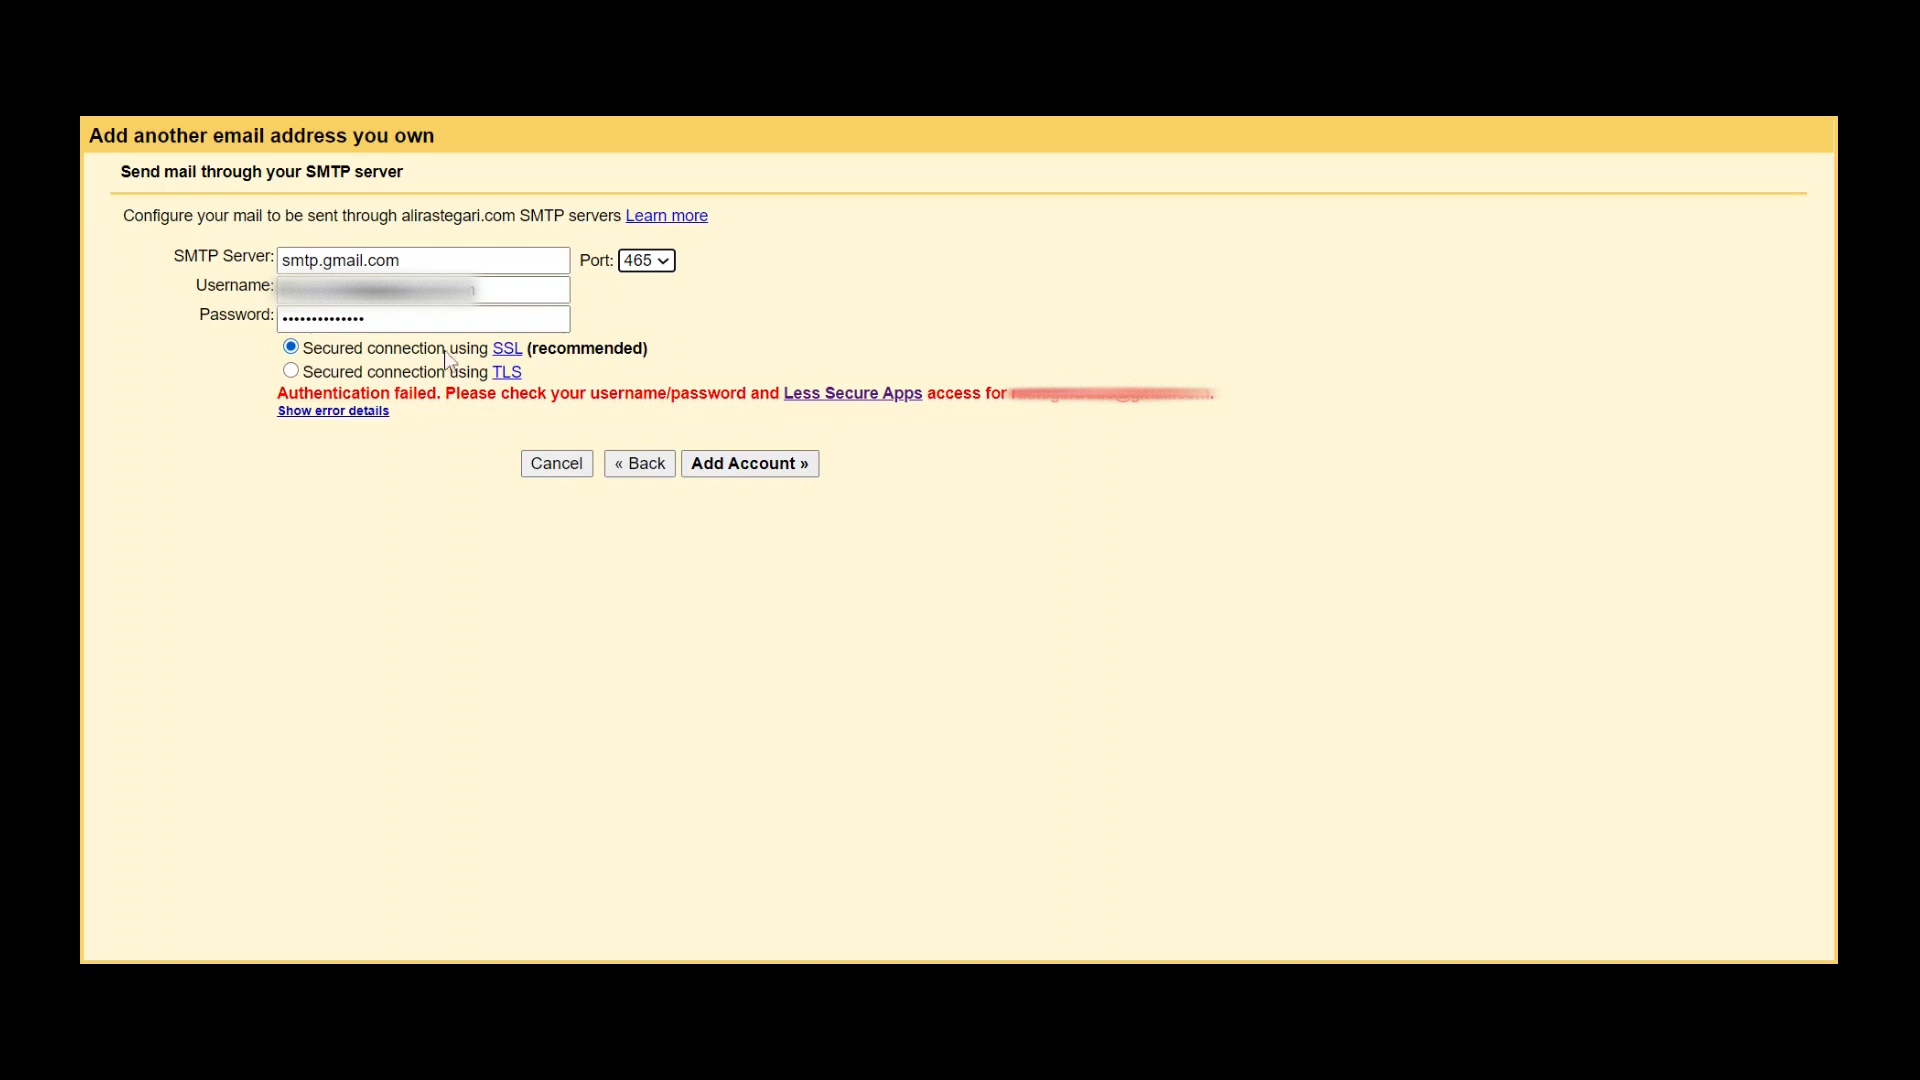 Add another email address you own
Send mail through your SMTP server
Configure your mail to be sent through alirastegari.com SMTP servers Learn more
SMTP Server: smtp.gmail.com Port: 465
Username:
Password: ••••••••••••••
Secured connection using SSL (recommended)
Secured connection using TLS
Authentication failed. Please check your username/password and Less Secure Apps access for
Show error details
Cancel « Back Add Account »